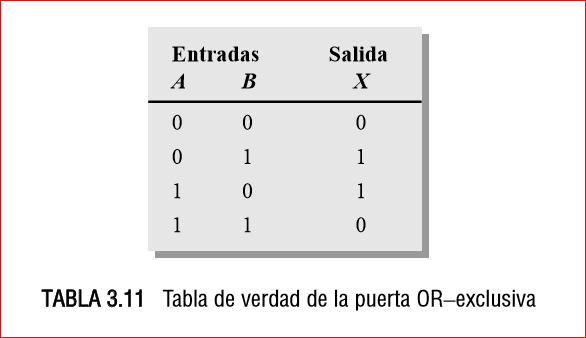 Entradas Salida
A B X
0 0 0
0 1 1
1 0 1
1 1 0
TABLA 3.11 Tabla de verdad de la puerta OR–exclusiva